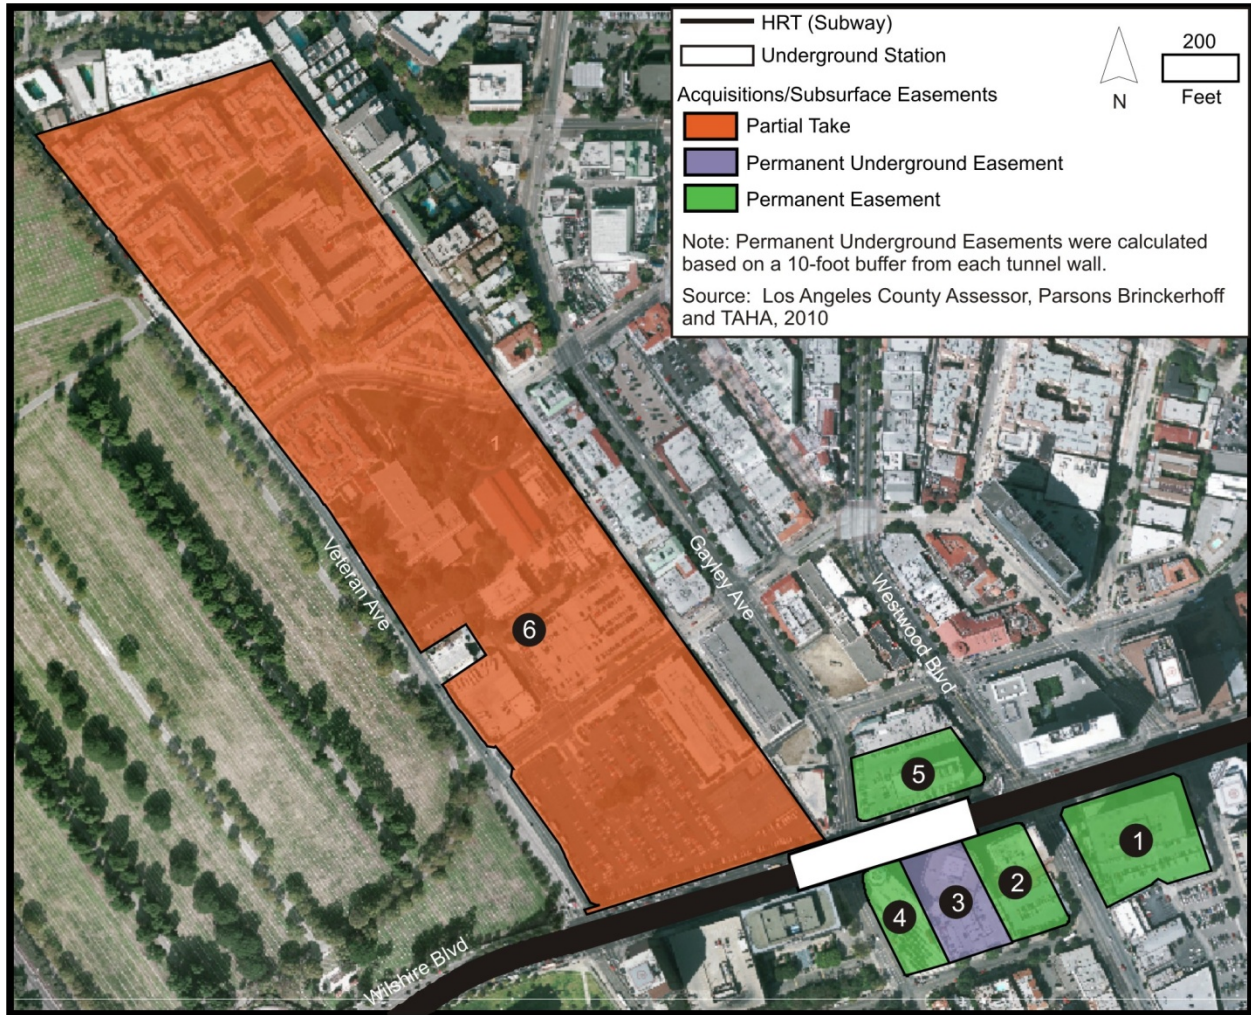 HRT (Subway)
Underground Station
N
200
Feet
Acquisitions/Subsurface Easements
Partial Take
Permanent Underground Easement
Permanent Easement
Note: Permanent Underground Easements were calculated
based on a 10-foot buffer from each tunnel wall.
Source: Los Angeles County Assessor, Parsons Brinckerhoff
and TAHA, 2010
Veteran Ave
Gayley Ave
Westwood Blvd
6
5
1
2
3
4
Wilshire Blvd